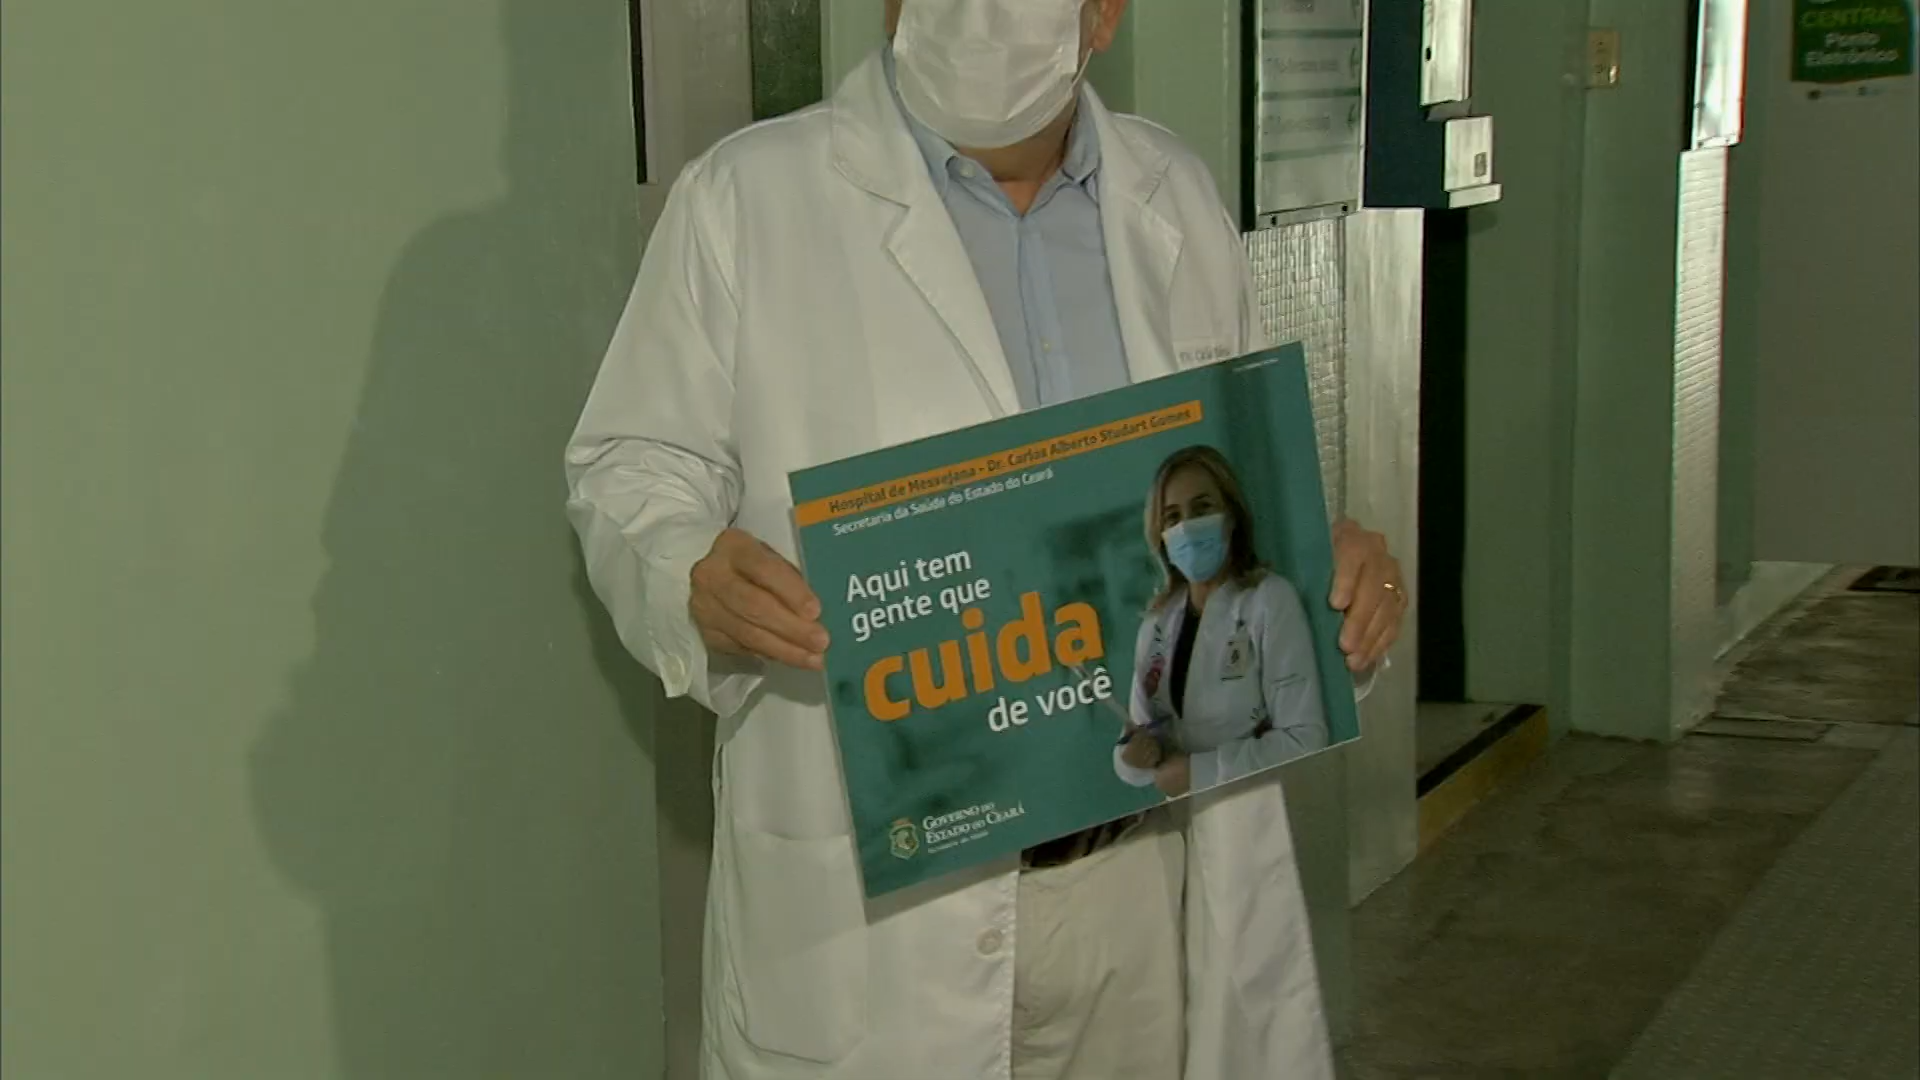 CENTRAL
Ponto
Eletrônico
Hospital de Messejana - Dr. Carlos Alberto Studart Gomes
Secretaria da Saúde do Estado do Ceará
Aqui tem
gente que
cuida
de você
GOVERNO DO
ESTADO DO CEARÁ